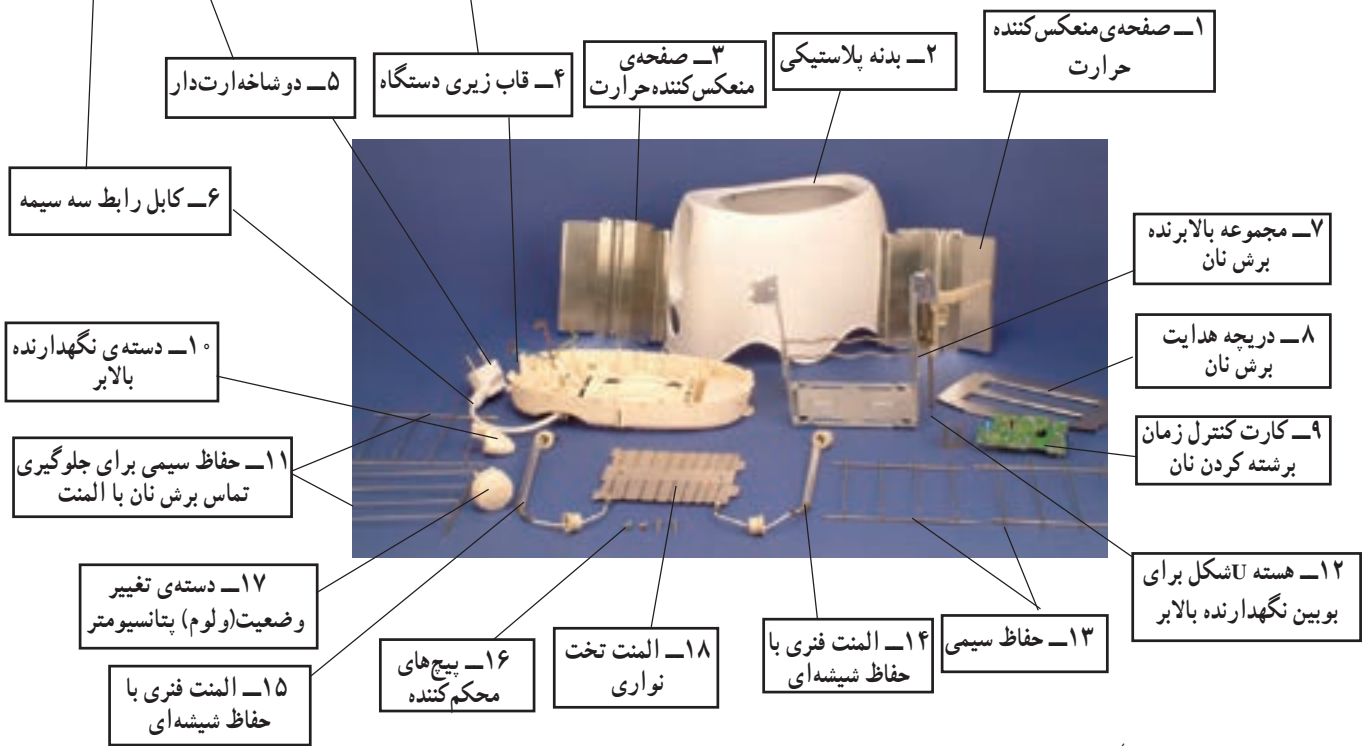 ۱ــ صفحه‌ی منعکس‌کننده
حرارت
۲ــ بدنه پلاستیکی
۳ــ صفحه‌ی
منعکس‌کننده حرارت
۴ــ قاب زیری دستگاه
۵ــ دوشاخه ارت‌دار
۶ــ کابل رابط سه سیمه
۷ــ مجموعه بالابرنده
برش نان
۸ــ دریچه هدایت
برش نان
۹ــ کارت کنترل زمان
برشته کردن نان
۱۰ــ دسته‌ی نگهدارنده
بالابر
۱۱ــ حفاظ سیمی برای جلوگیری
تماس برش نان با المنت
۱۲ــ هسته U شکل برای
بوبین نگهدارنده بالابر
۱۳ــ حفاظ سیمی
۱۴ــ المنت فنری با
حفاظ شیشه‌ای
۱۵ــ المنت فنری با
حفاظ شیشه‌ای
۱۶ــ پیچ‌های
محکم‌کننده
۱۷ــ دسته‌ی تغییر
وضعیت(ولوم) پتانسیومتر
۱۸ــ المنت تخت
نواری